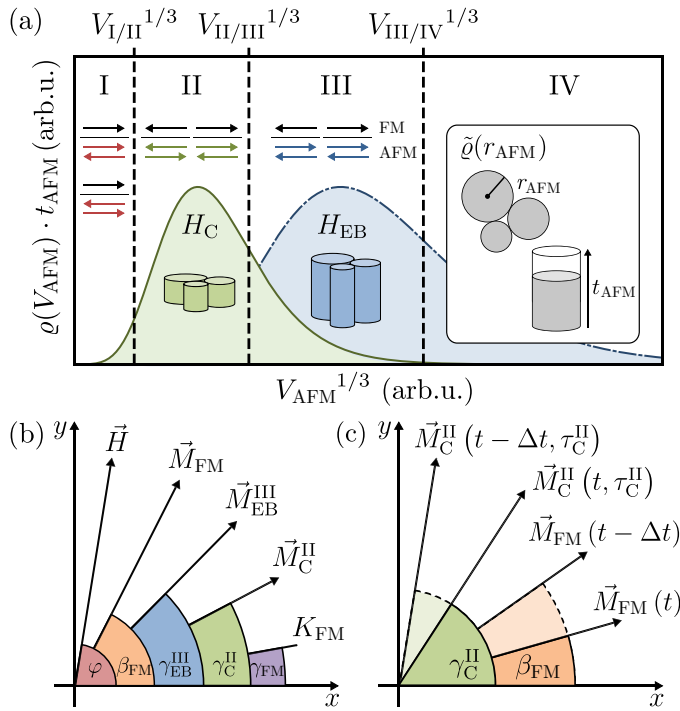 (a)
V_I/II^1/3 V_II/III^1/3 V_III/IV^1/3
I II III IV
FM
AFM
ϱ̃(r_AFM)
r_AFM
H_C H_EB
t_AFM
ϱ(V_AFM) · t_AFM (arb.u.)
V_AFM^1/3 (arb.u.)
(b)
y
H⃗
M⃗_FM
M⃗_EB^III
M⃗_C^II
K_FM
φ β_FM γ_EB^III γ_C^II γ_FM
x
(c)
y
M⃗_C^II (t − Δt, τ_C^II)
M⃗_C^II (t, τ_C^II)
M⃗_FM (t − Δt)
M⃗_FM (t)
γ_C^II β_FM
x